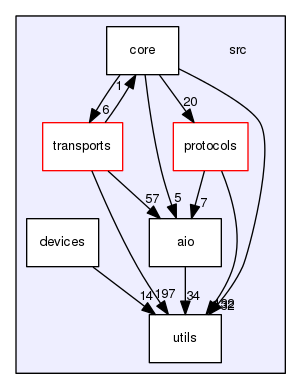 core
src
6
1
20
transports
protocols
57
5
7
devices
aio
14
197
34
utils